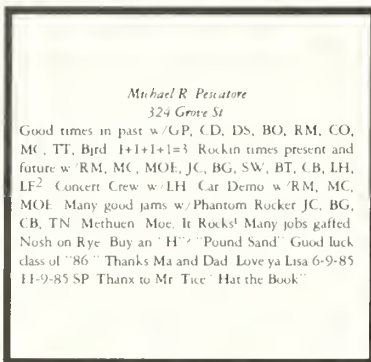 Michael R. Pescatore
324 Grove St
Good times in past w/GP, CD, DS, BO, RM, CO,
MC, TT, Bjrd 1+1+1+1=3 Rockin times present and
future w/RM, MC, MOE, JC, BG, SW, BT, CB, LH,
LF² Concert Crew w/LH Car Demo w/RM, MC,
MOE Many good jams w/Phantom Rocker JC, BG,
CB, TN Methuen Moe. It Rocks! Many jobs gaffed
Nosh on Rye Buy an "H"? "Pound Sand" Good luck
class of "86" Thanks Ma and Dad Love ya Lisa 6-9-85
11-9-85 SP Thanx to Mr Tice "Hat the Book"